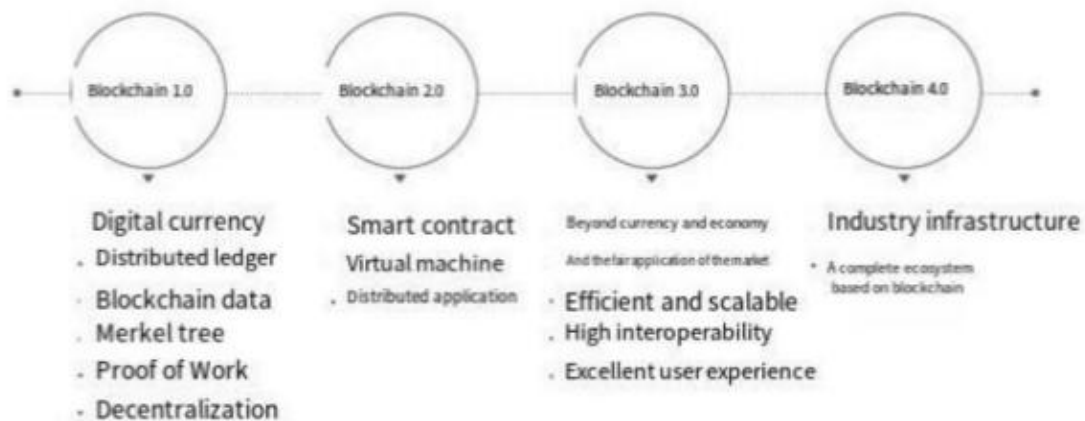 Blockchain 1.0
Blockchain 2.0
Blockchain 3.0
Blockchain 4.0
Digital currency
Distributed ledger
Blockchain data
Merkel tree
Proof of Work
Decentralization
Smart contract
Virtual machine
Distributed application
Beyond currency and economy
And the fair application of the market
Efficient and scalable
High interoperability
Excellent user experience
Industry infrastructure
A complete ecosystem
based on blockchain